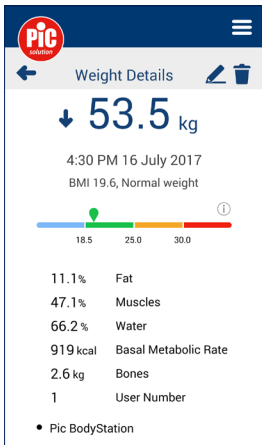 PiC
solution
Weight Details
53.5 kg
4:30 PM 16 July 2017
BMI 19.6, Normal weight
i
18.5 25.0 30.0
11.1% Fat
47.1% Muscles
66.2 % Water
919 kcal Basal Metabolic Rate
2.6 kg Bones
1 User Number
• Pic BodyStation